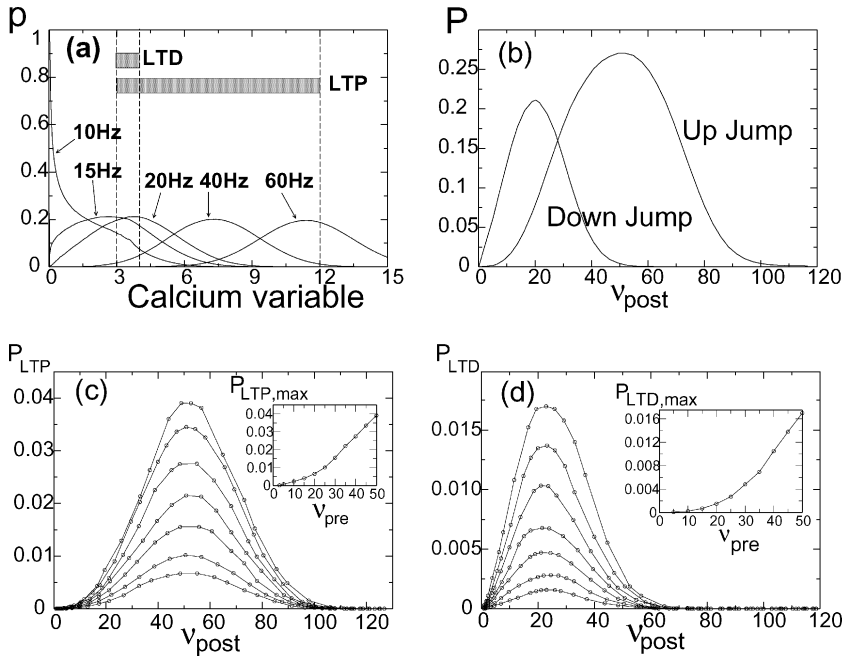 p
(a)
1
0.8
0.6
0.4
0.2
0
LTD
LTP
10Hz
15Hz
20Hz 40Hz 60Hz
0 3 6 9 12 15
Calcium variable
P
(b)
0.25
0.2
0.15
0.1
0.05
0
Up Jump
Down Jump
0 20 40 60 80 100 120
νpost
PLTP
(c)
0.04
0.03
0.02
0.01
0
0 20 40 60 80 100 120
νpost
PLTP,max
0.04
0.03
0.02
0.01
0
0 10 20 30 40 50
νpre
PLTD
(d)
0.02
0.015
0.01
0.005
0
0 20 40 60 80 100 120
νpost
PLTD,max
0.016
0.012
0.008
0.004
0
0 10 20 30 40 50
νpre